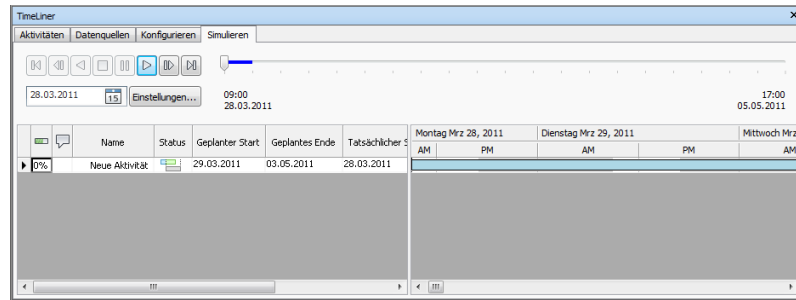 TimeLiner
Aktivitäten Datenquellen Konfigurieren Simulieren
28.03.2011 15 Einstellungen...
09:00 17:00
28.03.2011 05.05.2011
Montag Mrz 28, 2011 Dienstag Mrz 29, 2011 Mittwoch Mrz
Name Status Geplanter Start Geplantes Ende Tatsächlicher S
AM PM AM PM AM
0% Neue Aktivität 29.03.2011 03.05.2011 28.03.2011